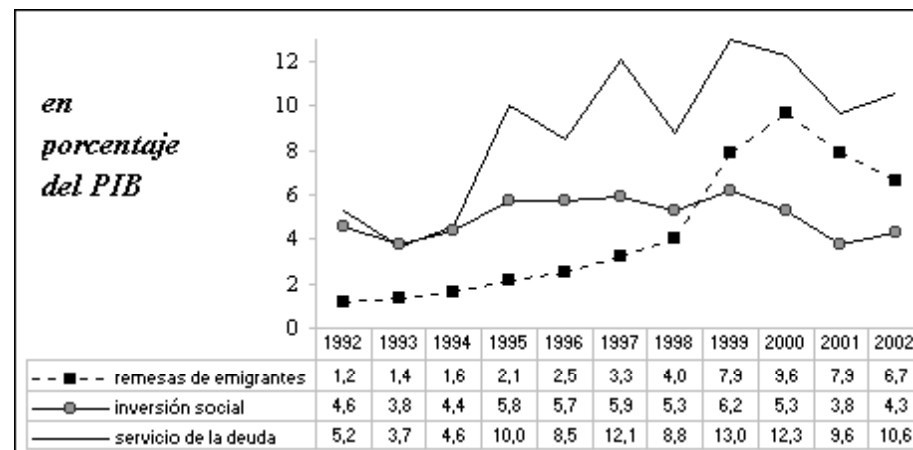 en
porcentaje
del PIB
12
10
8
6
4
2
0
1992 1993 1994 1995 1996 1997 1998 1999 2000 2001 2002
remesas de emigrantes 1,2 1,4 1,6 2,1 2,5 3,3 4,0 7,9 9,6 7,9 6,7
inversión social 4,6 3,8 4,4 5,8 5,7 5,9 5,3 6,2 5,3 3,8 4,3
servicio de la deuda 5,2 3,7 4,6 10,0 8,5 12,1 8,8 13,0 12,3 9,6 10,6